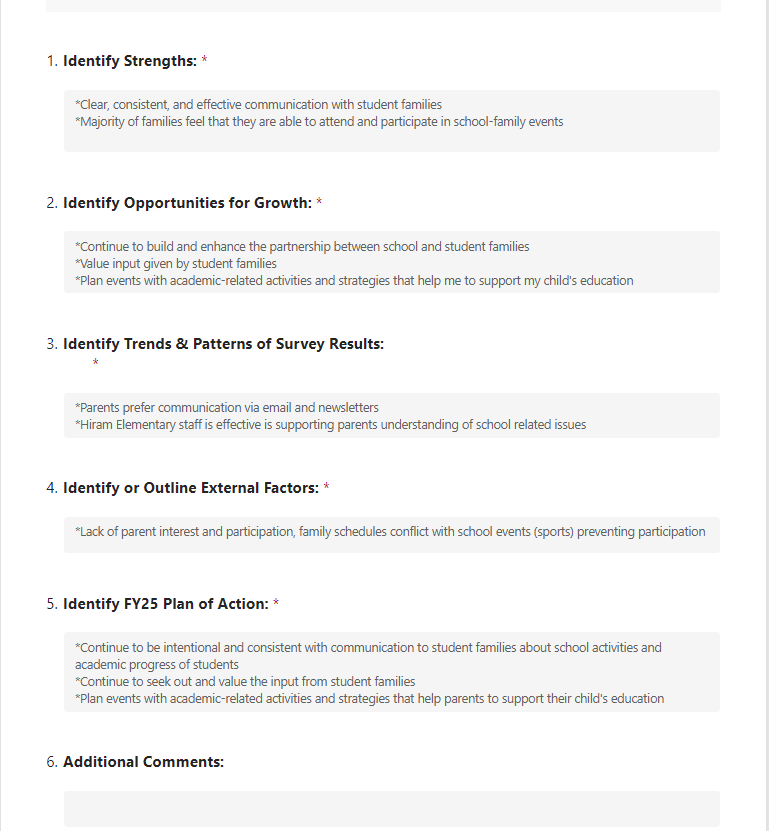 1. Identify Strengths: *
*Clear, consistent, and effective communication with student families
*Majority of families feel that they are able to attend and participate in school-family events
2. Identify Opportunities for Growth: *
*Continue to build and enhance the partnership between school and student families
*Value input given by student families
*Plan events with academic-related activities and strategies that help me to support my child's education
3. Identify Trends & Patterns of Survey Results:
*
*Parents prefer communication via email and newsletters
*Hiram Elementary staff is effective is supporting parents understanding of school related issues
4. Identify or Outline External Factors: *
*Lack of parent interest and participation, family schedules conflict with school events (sports) preventing participation
5. Identify FY25 Plan of Action: *
*Continue to be intentional and consistent with communication to student families about school activities and
academic progress of students
*Continue to seek out and value the input from student families
*Plan events with academic-related activities and strategies that help parents to support their child's education
6. Additional Comments: